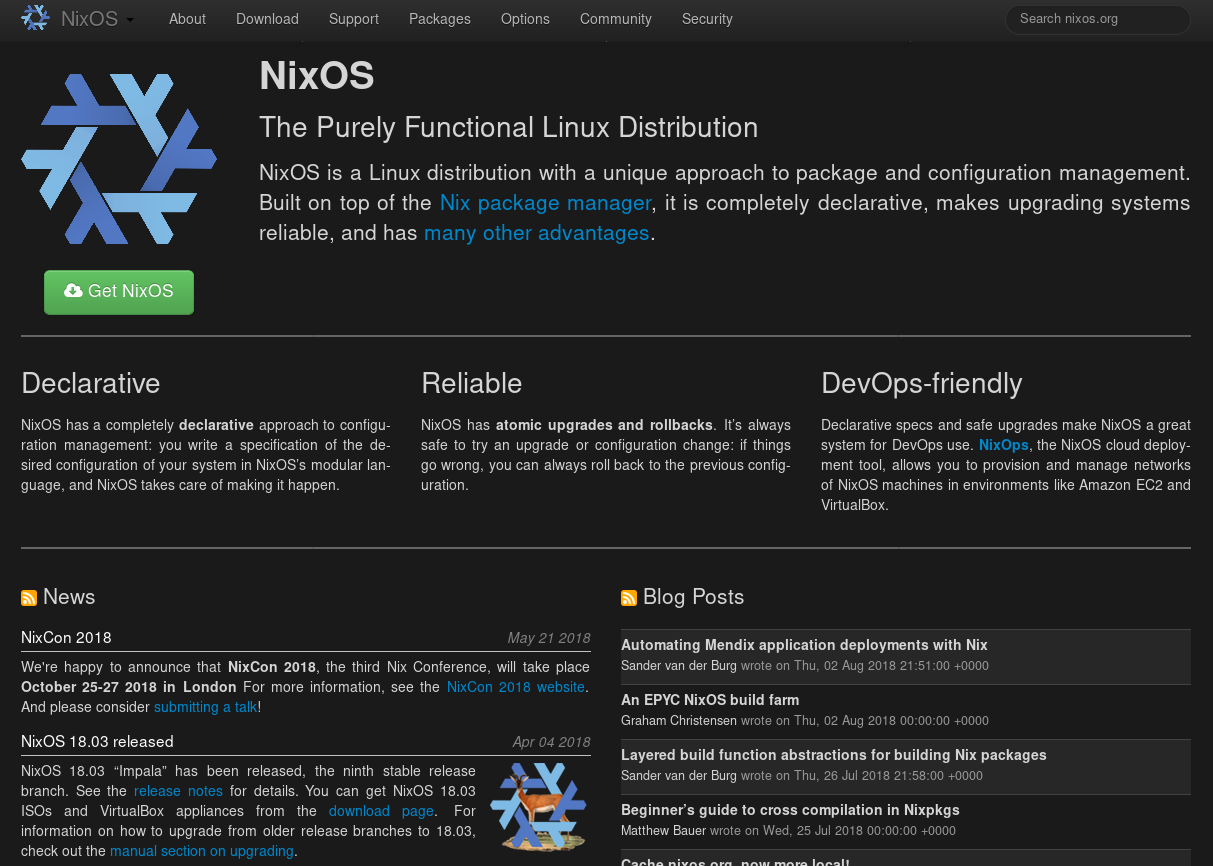 NixOS
About
Download
Support
Packages
Options
Community
Security
Search nixos.org
NixOS
The Purely Functional Linux Distribution
NixOS is a Linux distribution with a unique approach to package and configuration management.
Built on top of the Nix package manager, it is completely declarative, makes upgrading systems
reliable, and has many other advantages.
Get NixOS
Declarative
NixOS has a completely declarative approach to configu-
ration management: you write a specification of the de-
sired configuration of your system in NixOS's modular lan-
guage, and NixOS takes care of making it happen.
Reliable
NixOS has atomic upgrades and rollbacks. It's always
safe to try an upgrade or configuration change: if things
go wrong, you can always roll back to the previous config-
uration.
DevOps-friendly
Declarative specs and safe upgrades make NixOS a great
system for DevOps use. NixOps, the NixOS cloud deploy-
ment tool, allows you to provision and manage networks
of NixOS machines in environments like Amazon EC2 and
VirtualBox.
News
NixCon 2018
May 21 2018
We're happy to announce that NixCon 2018, the third Nix Conference, will take place
October 25-27 2018 in London For more information, see the NixCon 2018 website.
And please consider submitting a talk!
NixOS 18.03 released
Apr 04 2018
NixOS 18.03 “Impala” has been released, the ninth stable release
branch. See the release notes for details. You can get NixOS 18.03
ISOs and VirtualBox appliances from the download page. For
information on how to upgrade from older release branches to 18.03,
check out the manual section on upgrading.
Blog Posts
Automating Mendix application deployments with Nix
Sander van der Burg wrote on Thu, 02 Aug 2018 21:51:00 +0000
An EPYC NixOS build farm
Graham Christensen wrote on Thu, 02 Aug 2018 00:00:00 +0000
Layered build function abstractions for building Nix packages
Sander van der Burg wrote on Thu, 26 Jul 2018 21:58:00 +0000
Beginner's guide to cross compilation in Nixpkgs
Matthew Bauer wrote on Wed, 25 Jul 2018 00:00:00 +0000
Cache.nixos.org, now more local!